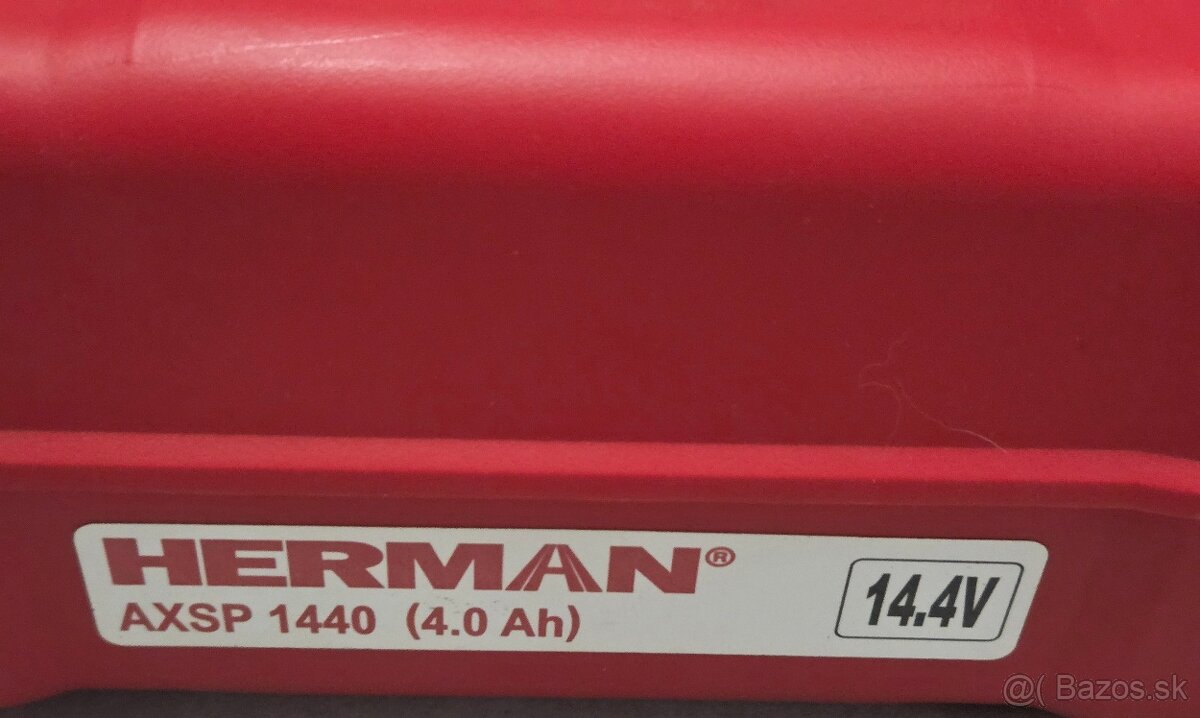 HERMAN®
AXSP 1440 (4.0 Ah)
14.4V
@( Bazos.sk